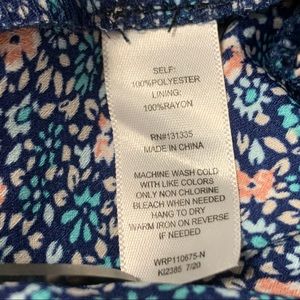 SELF:
100%POLYESTER
LINING:
100%RAYON
RN#131335
MADE IN CHINA
MACHINE WASH COLD
WITH LIKE COLORS
ONLY NON CHLORINE
BLEACH WHEN NEEDED
HANG TO DRY
WARM IRON ON REVERSE
IF NEEDED
WRP110675-N
KI2385 7/20